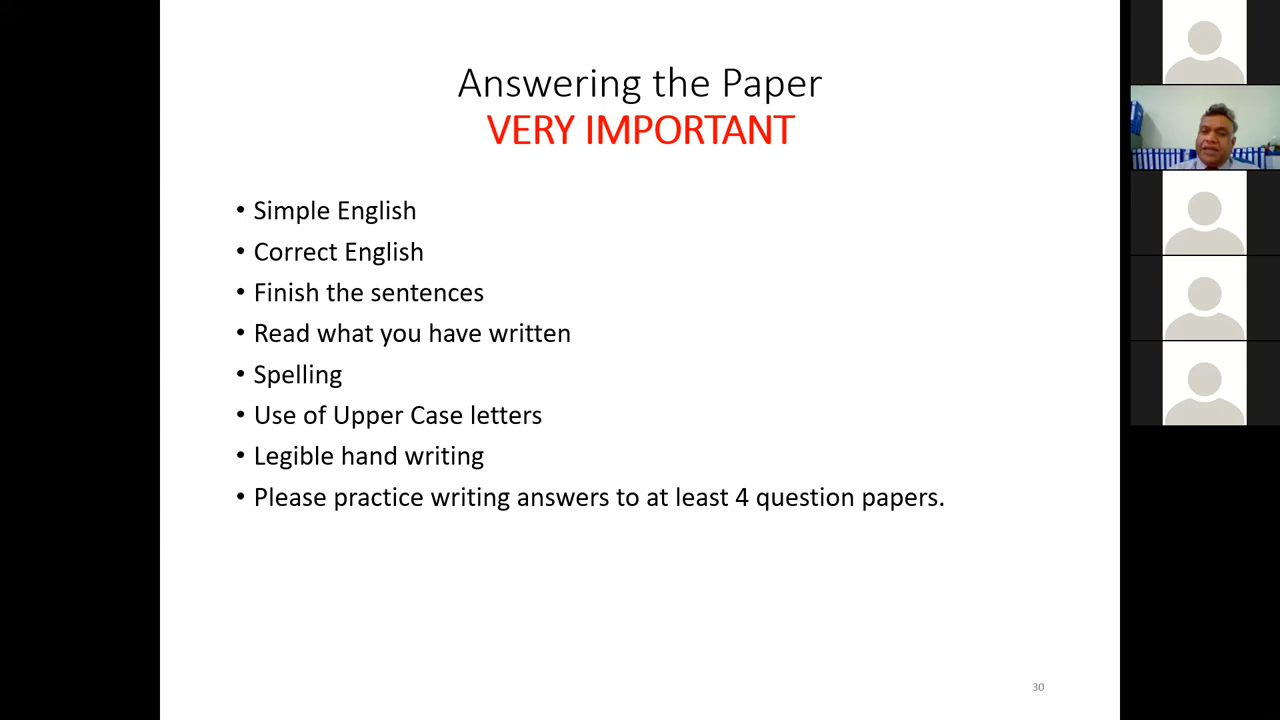 Answering the Paper
VERY IMPORTANT
• Simple English
• Correct English
• Finish the sentences
• Read what you have written
• Spelling
• Use of Upper Case letters
• Legible hand writing
• Please practice writing answers to at least 4 question papers.
30